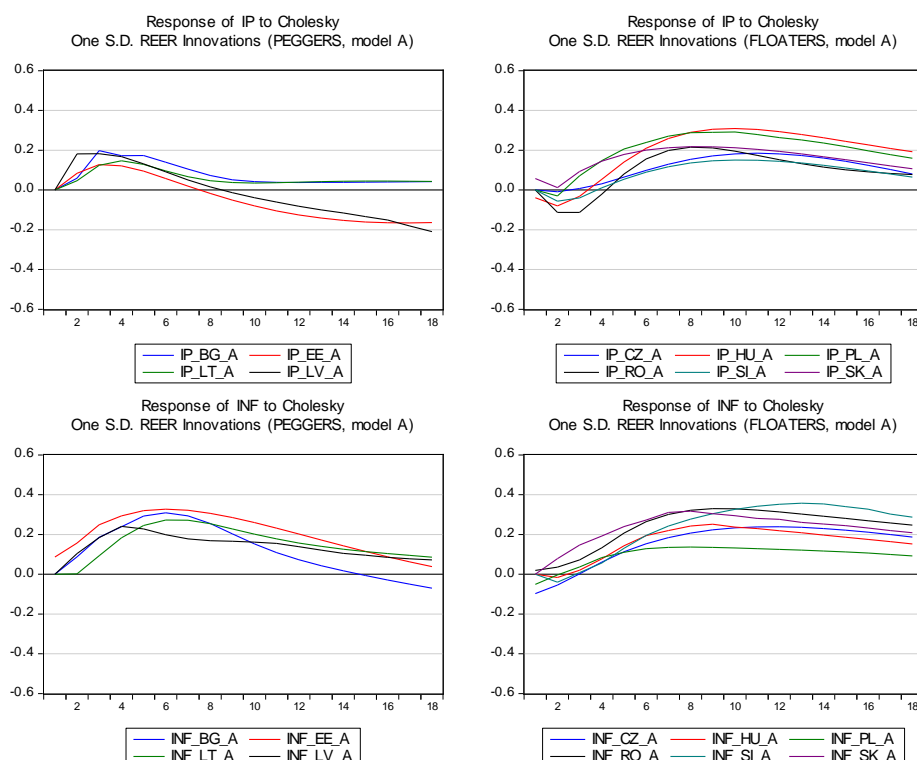 Response of IP to Cholesky
One S.D. REER Innovations (PEGGERS, model A)
0.6
0.4
0.2
0.0
-0.2
-0.4
-0.6
2 4 6 8 10 12 14 16 18
IP_BG_A IP_EE_A
IP_LT_A IP_LV_A
Response of IP to Cholesky
One S.D. REER Innovations (FLOATERS, model A)
0.6
0.4
0.2
0.0
-0.2
-0.4
-0.6
2 4 6 8 10 12 14 16 18
IP_CZ_A IP_HU_A IP_PL_A
IP_RO_A IP_SI_A IP_SK_A
Response of INF to Cholesky
One S.D. REER Innovations (PEGGERS, model A)
0.6
0.4
0.2
0.0
-0.2
-0.4
-0.6
2 4 6 8 10 12 14 16 18
INF_BG_A INF_EE_A
INF_LT_A INF_LV_A
Response of INF to Cholesky
One S.D. REER Innovations (FLOATERS, model A)
0.6
0.4
0.2
0.0
-0.2
-0.4
-0.6
2 4 6 8 10 12 14 16 18
INF_CZ_A INF_HU_A INF_PL_A
INF_RO_A INF_SI_A INF_SK_A